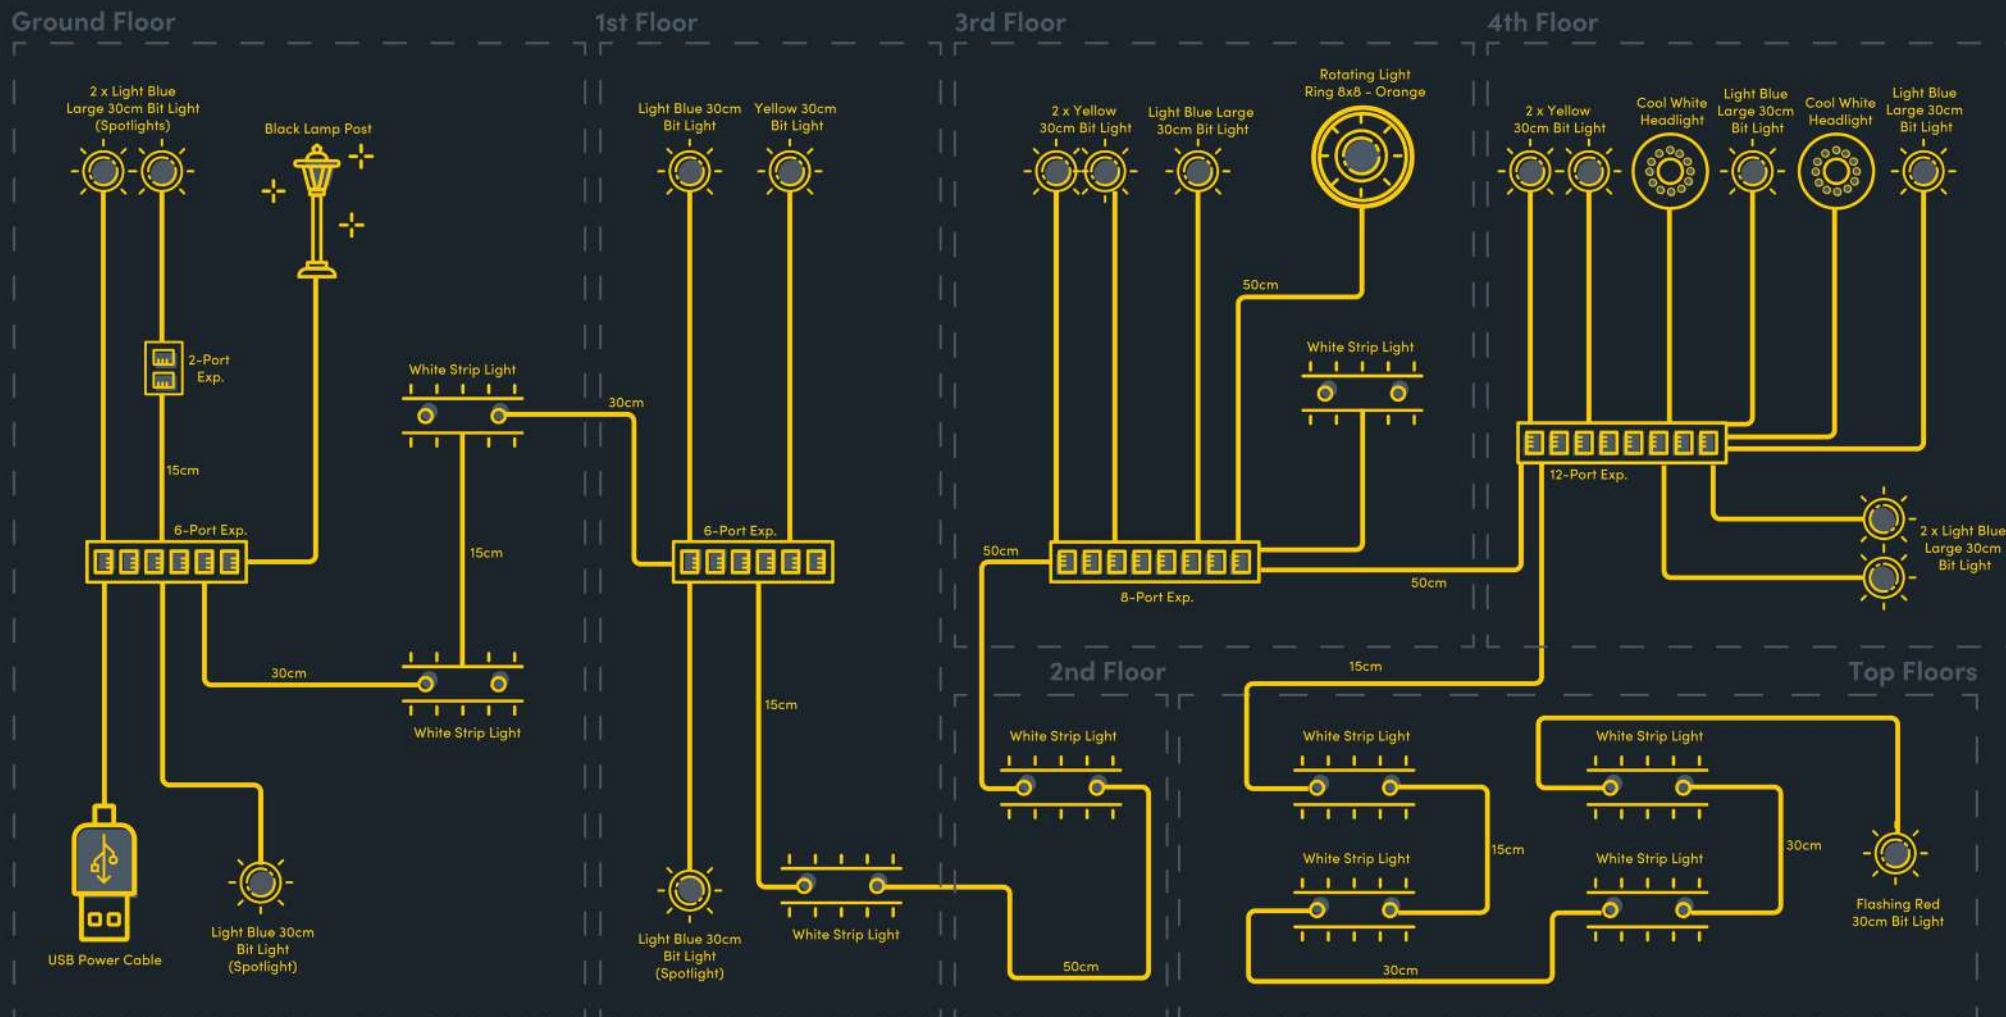 Ground Floor
2 x Light Blue
Large 30cm Bit Light
(Spotlights)
Black Lamp Post
2-Port
Exp.
15cm
6-Port Exp.
White Strip Light
15cm
30cm
White Strip Light
USB Power Cable
Light Blue 30cm
Bit Light
(Spotlight)
1st Floor
Light Blue 30cm
Bit Light
Yellow 30cm
Bit Light
30cm
6-Port Exp.
15cm
Light Blue 30cm
Bit Light
(Spotlight)
White Strip Light
3rd Floor
2 x Yellow
30cm Bit Light
Light Blue Large
30cm Bit Light
Rotating Light
Ring 8x8 - Orange
50cm
White Strip Light
50cm
8-Port Exp.
50cm
4th Floor
2 x Yellow
30cm Bit Light
Cool White
Headlight
Light Blue
Large 30cm
Bit Light
Cool White
Headlight
Light Blue
Large 30cm
Bit Light
12-Port Exp.
2 x Light Blue
Large 30cm
Bit Light
2nd Floor
White Strip Light
50cm
Top Floors
15cm
White Strip Light
White Strip Light
15cm
30cm
White Strip Light
White Strip Light
30cm
Flashing Red
30cm Bit Light